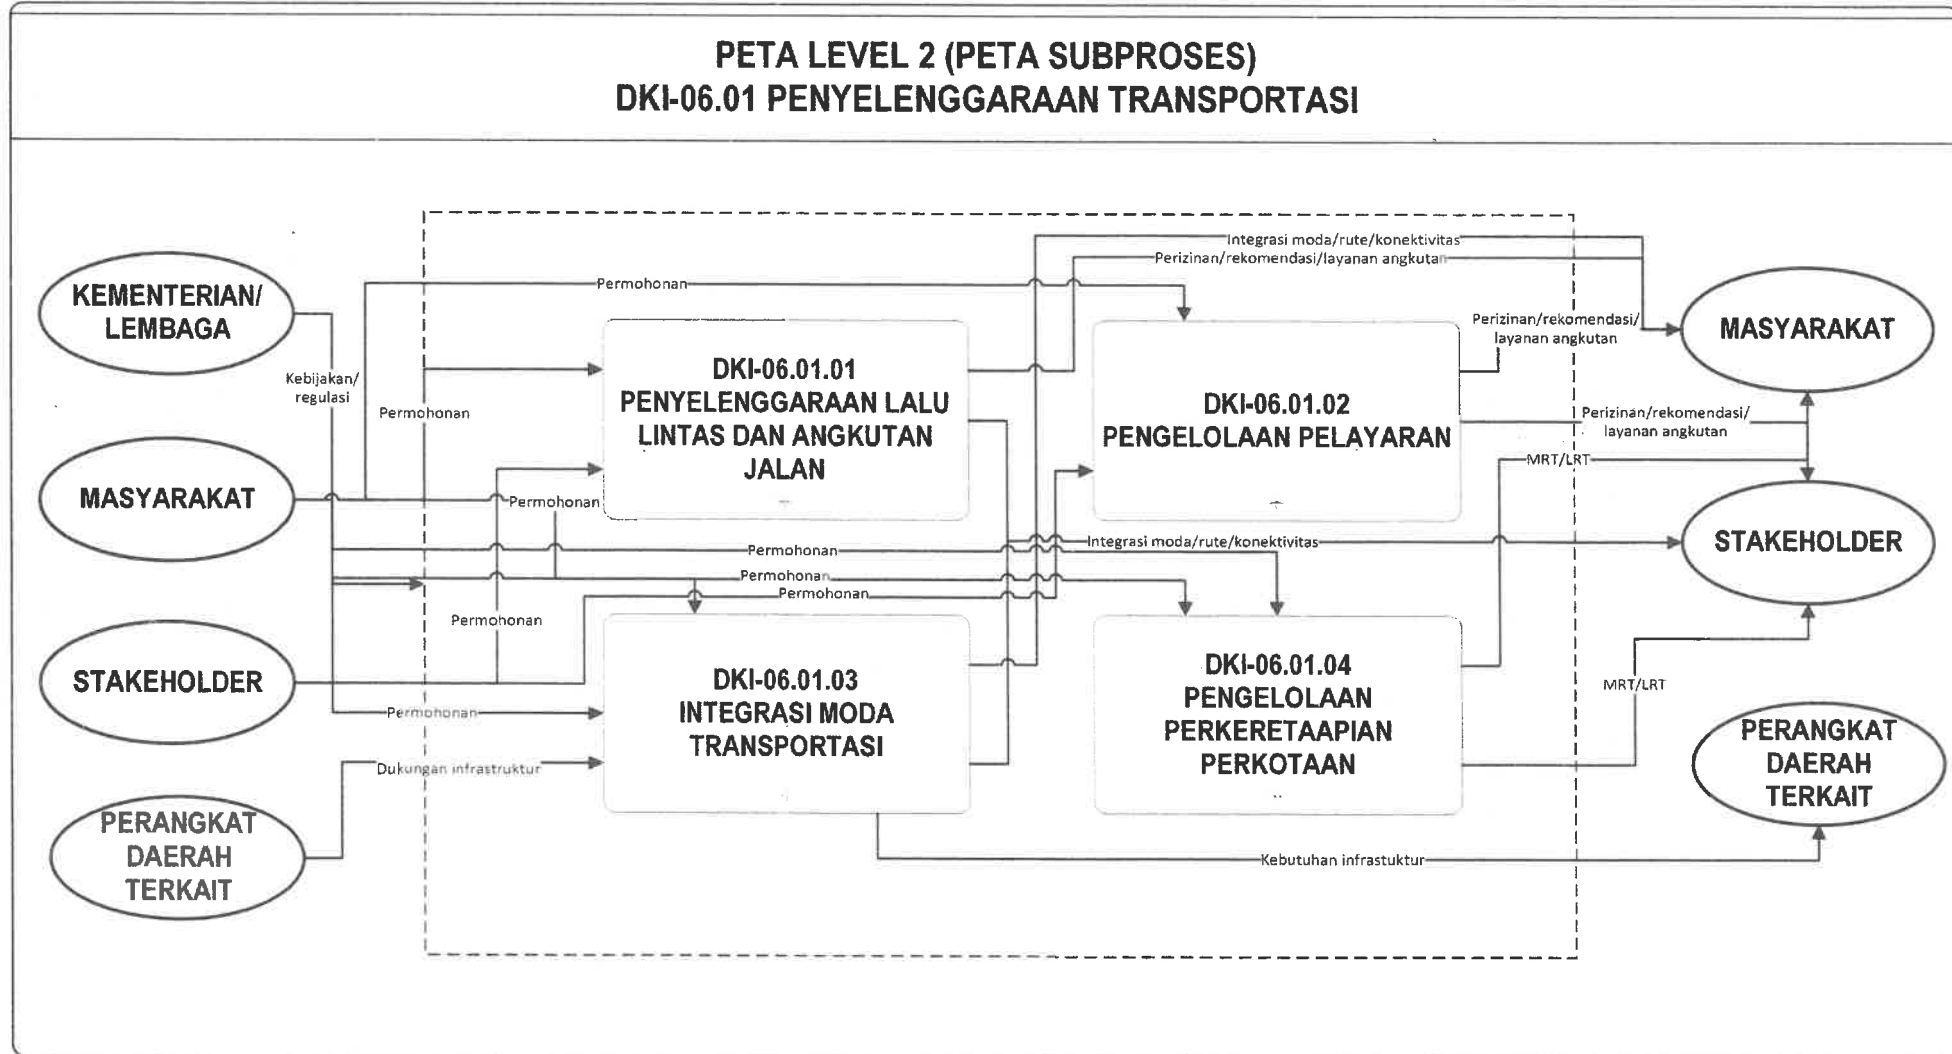 PETA LEVEL 2 (PETA SUBPROSES)
DKI-06.01 PENYELENGGARAAN TRANSPORTASI
KEMENTERIAN/
LEMBAGA
MASYARAKAT
STAKEHOLDER
PERANGKAT
DAERAH
TERKAIT
Kebijakan/
regulasi
Permohonan
Permohonan
Permohonan
Permohonan
Permohonan
Dukungan infrastruktur
DKI-06.01.01
PENYELENGGARAAN LALU
LINTAS DAN ANGKUTAN
JALAN
DKI-06.01.02
PENGELOLAAN PELAYARAN
Permohonan
Permohonan
Permohonan
DKI-06.01.03
INTEGRASI MODA
TRANSPORTASI
DKI-06.01.04
PENGELOLAAN
PERKERETAAPIAN
PERKOTAAN
Integrasi moda/rute/konektivitas
Perizinan/rekomendasi/layanan angkutan
Perizinan/rekomendasi/
layanan angkutan
Perizinan/rekomendasi/
layanan angkutan
MRT/LRT
Integrasi moda/rute/konektivitas
MRT/LRT
Kebutuhan infrastuktur
MASYARAKAT
STAKEHOLDER
PERANGKAT
DAERAH
TERKAIT